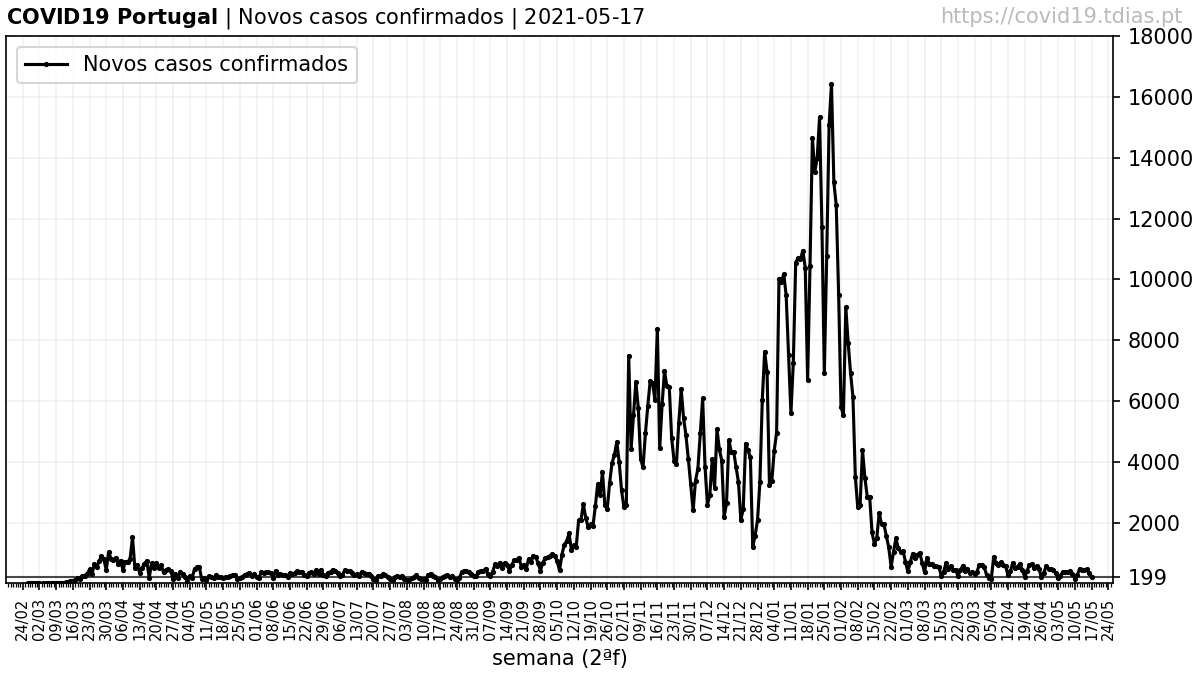 COVID19 Portugal | Novos casos confirmados | 2021-05-17
https://covid19.tdias.pt
Novos casos confirmados
18000
16000
14000
12000
10000
8000
6000
4000
2000
199
24/02 02/03 09/03 16/03 23/03 30/03 06/04 13/04 20/04 27/04 04/05 11/05 18/05 25/05 01/06 08/06 15/06 22/06 29/06 06/07 13/07 20/07 27/07 03/08 10/08 17/08 24/08 31/08 07/09 14/09 21/09 28/09 05/10 12/10 19/10 26/10 02/11 09/11 16/11 23/11 30/11 07/12 14/12 21/12 28/12 04/01 11/01 18/01 25/01 01/02 08/02 15/02 22/02 01/03 08/03 15/03 22/03 29/03 05/04 12/04 19/04 26/04 03/05 10/05 17/05 24/05
semana (2ªf)